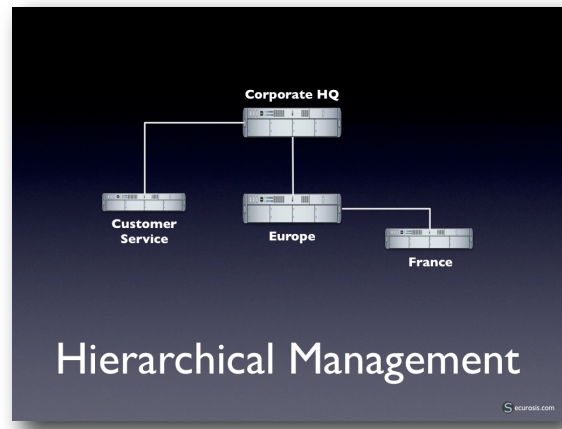 Corporate HQ
Customer
Service
Europe
France
Hierarchical Management
Securosis.com